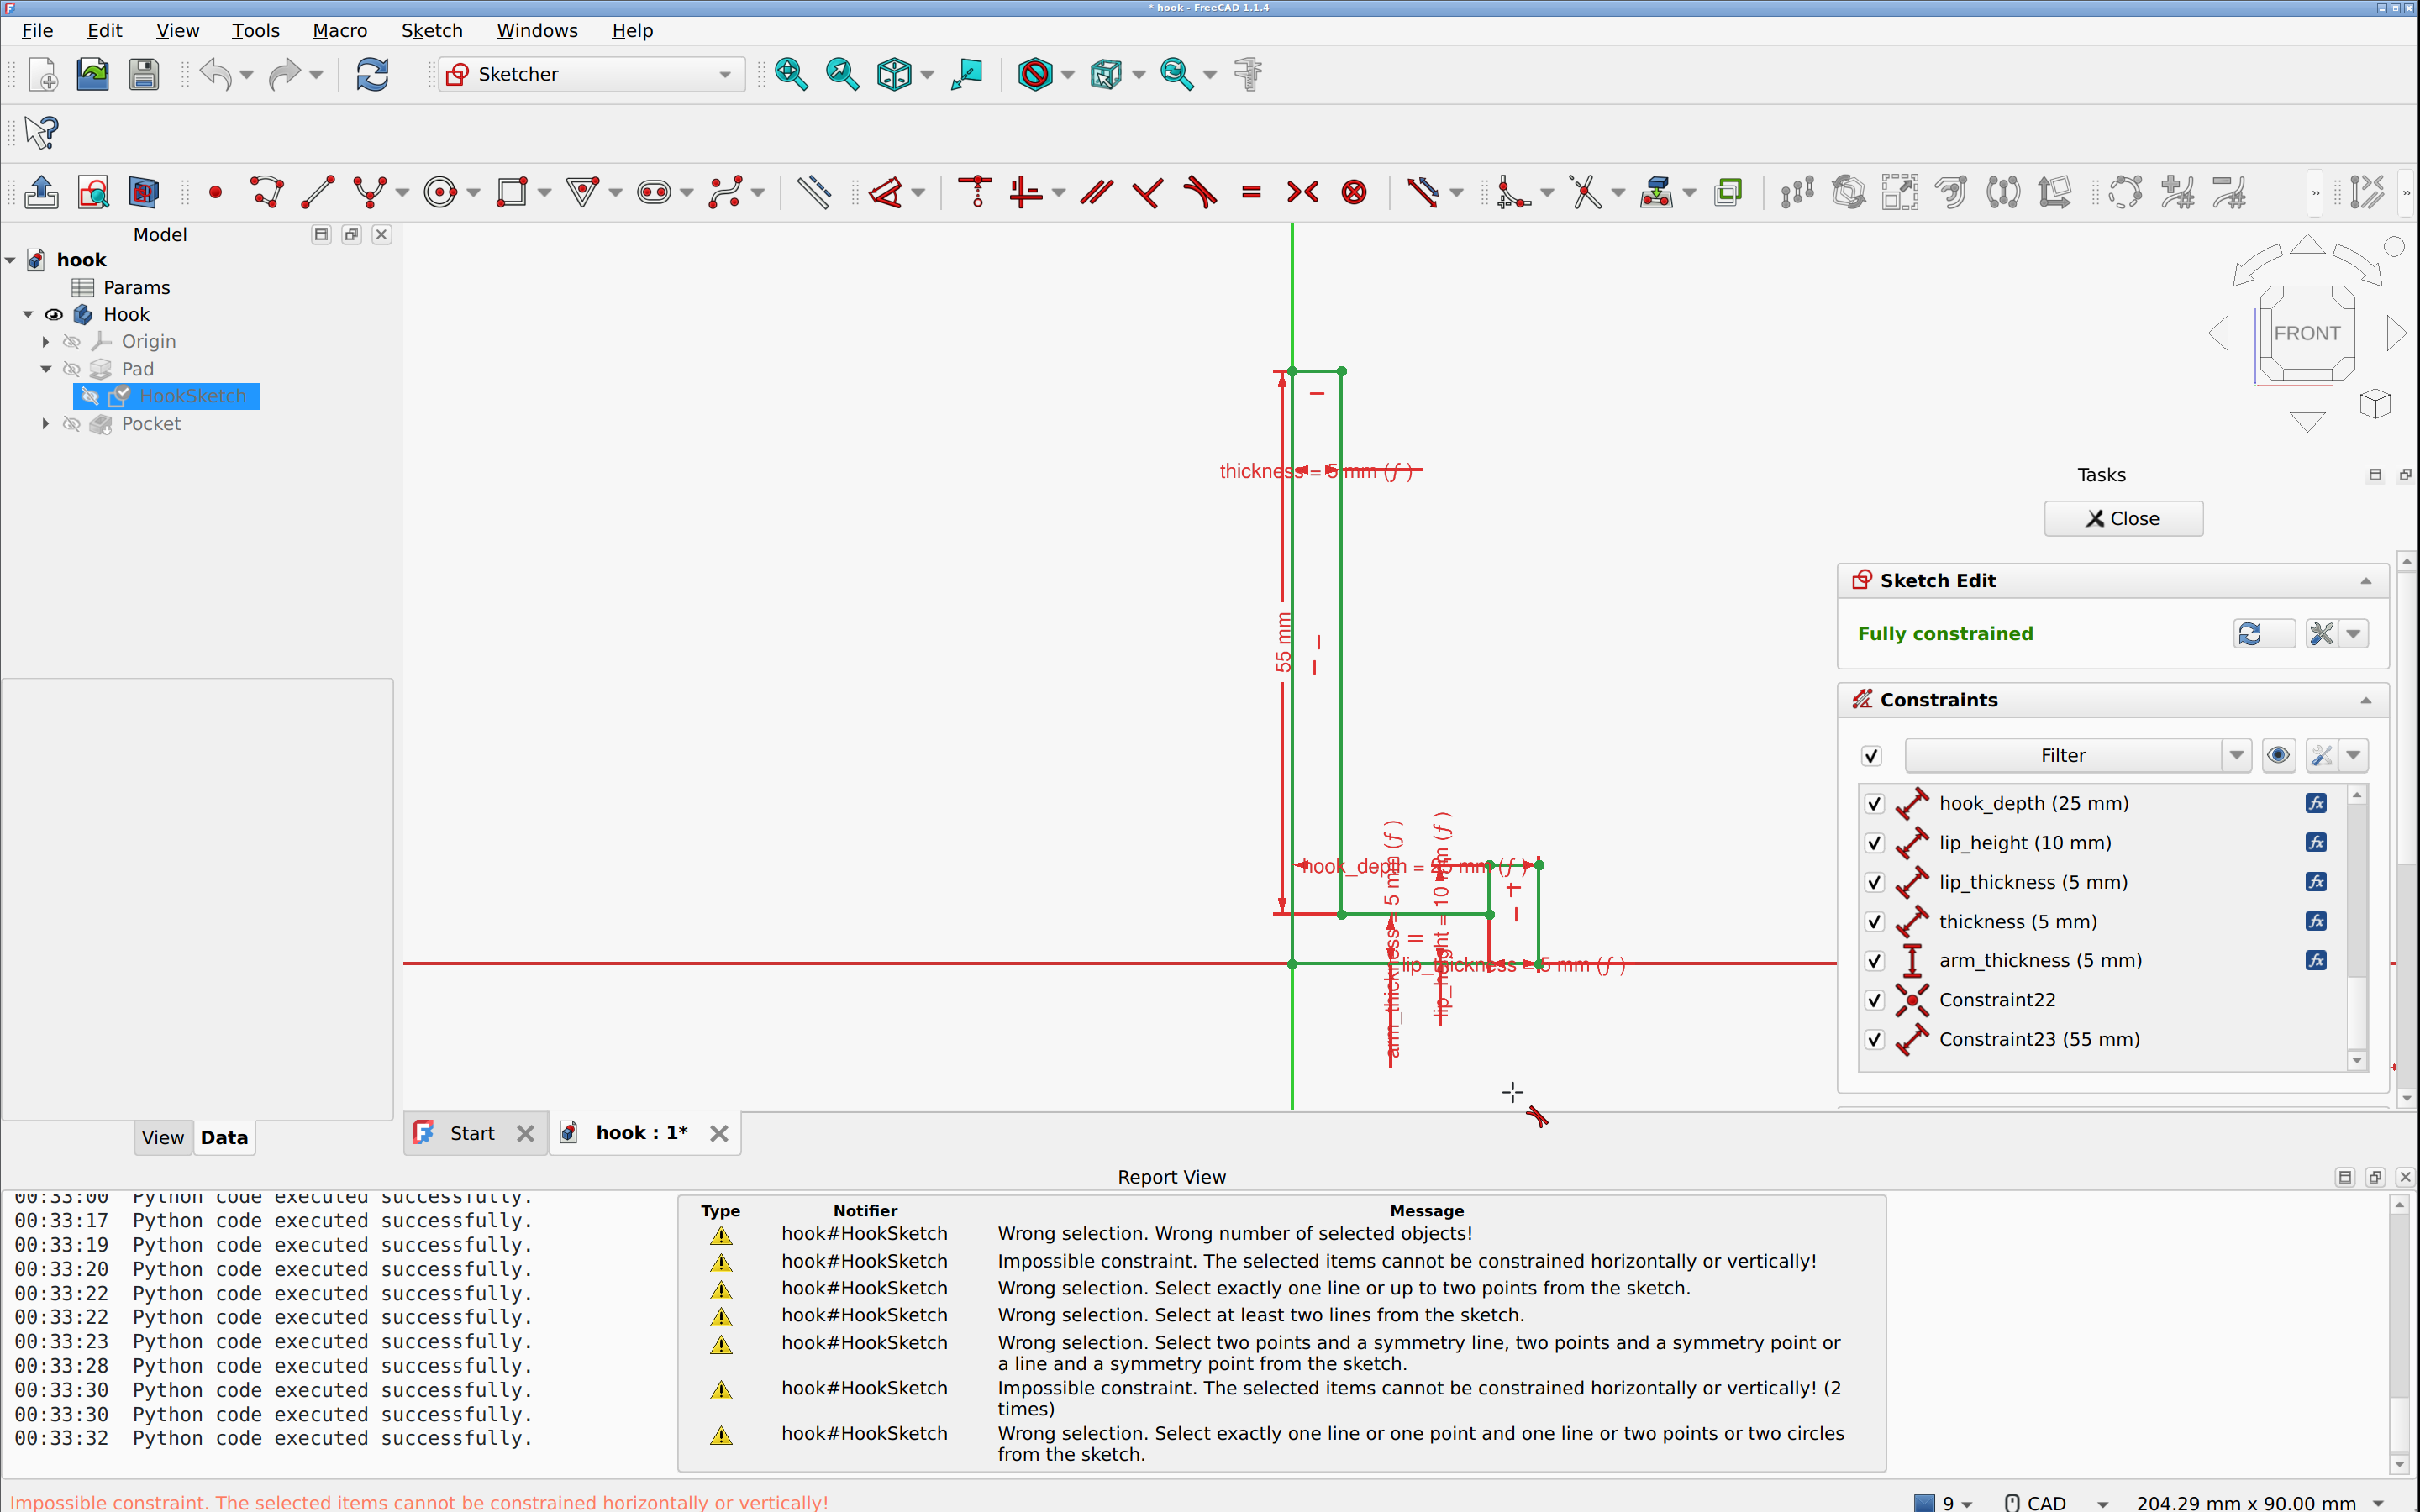 * hook - FreeCAD 1.1.4
File Edit View Tools Macro Sketch Windows Help
Sketcher
Model
hook
Params
Hook
Origin
Pad
HookSketch
Pocket
View
Data
thickness = 5 mm (ƒ )
55 mm
hook_depth = 25 mm (ƒ )
arm_thickness = 5 mm (ƒ )
lip_height = 10 mm (ƒ )
lip_thickness = 5 mm (ƒ )
FRONT
Tasks
Close
Sketch Edit
Fully constrained
Constraints
Filter
hook_depth (25 mm)
lip_height (10 mm)
lip_thickness (5 mm)
thickness (5 mm)
arm_thickness (5 mm)
Constraint22
Constraint23 (55 mm)
Start
hook : 1*
Report View
00:33:00 Python code executed successfully.
00:33:17 Python code executed successfully.
00:33:19 Python code executed successfully.
00:33:20 Python code executed successfully.
00:33:22 Python code executed successfully.
00:33:22 Python code executed successfully.
00:33:23 Python code executed successfully.
00:33:28 Python code executed successfully.
00:33:30 Python code executed successfully.
00:33:30 Python code executed successfully.
00:33:32 Python code executed successfully.
Type Notifier Message
hook#HookSketch Wrong selection. Wrong number of selected objects!
hook#HookSketch Impossible constraint. The selected items cannot be constrained horizontally or vertically!
hook#HookSketch Wrong selection. Select exactly one line or up to two points from the sketch.
hook#HookSketch Wrong selection. Select at least two lines from the sketch.
hook#HookSketch Wrong selection. Select two points and a symmetry line, two points and a symmetry point or
a line and a symmetry point from the sketch.
hook#HookSketch Impossible constraint. The selected items cannot be constrained horizontally or vertically! (2
times)
hook#HookSketch Wrong selection. Select exactly one line or one point and one line or two points or two circles
from the sketch.
Impossible constraint. The selected items cannot be constrained horizontally or vertically!
9
CAD
204.29 mm x 90.00 mm